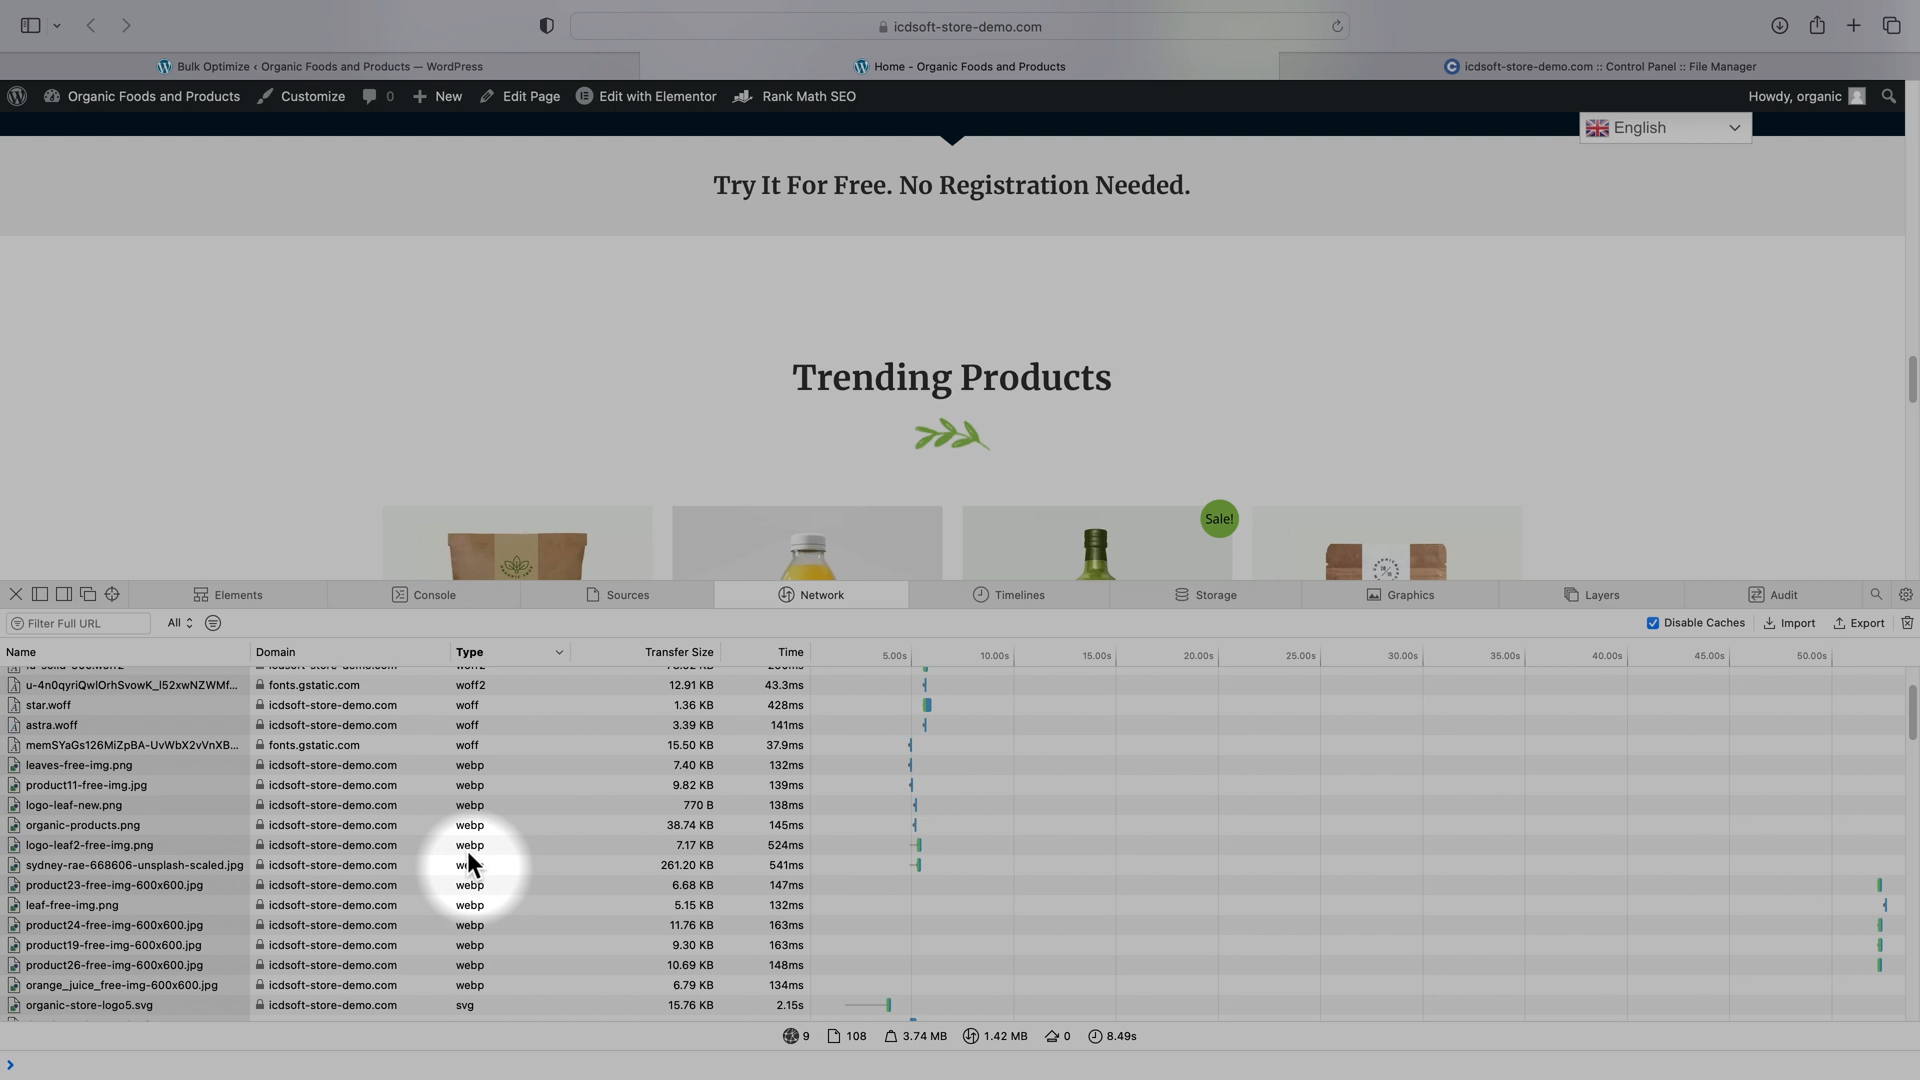 icdsoft-store-demo.com
Bulk Optimize ‹ Organic Foods and Products — WordPress
Home - Organic Foods and Products
icdsoft-store-demo.com :: Control Panel :: File Manager
Organic Foods and Products
Customize
0
New
Edit Page
Edit with Elementor
Rank Math SEO
Howdy, organic
English
Try It For Free. No Registration Needed.
Trending Products
Sale!
Elements
Console
Sources
Network
Timelines
Storage
Graphics
Layers
Audit
Filter Full URL
All
Disable Caches
Import
Export
Name Domain Type Transfer Size Time 5.00s 10.00s 15.00s 20.00s 25.00s 30.00s 35.00s 40.00s 45.00s 50.00s
u-4n0qyriQwlOrhSvowK_l52xwNZWMf... fonts.gstatic.com woff2 12.91 KB 43.3ms
star.woff icdsoft-store-demo.com woff 1.36 KB 428ms
astra.woff icdsoft-store-demo.com woff 3.39 KB 141ms
memSYaGs126MiZpBA-UvWbX2vVnXB... fonts.gstatic.com woff 15.50 KB 37.9ms
leaves-free-img.png icdsoft-store-demo.com webp 7.40 KB 132ms
product11-free-img.jpg icdsoft-store-demo.com webp 9.82 KB 139ms
logo-leaf-new.png icdsoft-store-demo.com webp 770 B 138ms
organic-products.png icdsoft-store-demo.com webp 38.74 KB 145ms
logo-leaf2-free-img.png icdsoft-store-demo.com webp 7.17 KB 524ms
sydney-rae-668606-unsplash-scaled.jpg icdsoft-store-demo.com 261.20 KB 541ms
product23-free-img-600x600.jpg icdsoft-store-demo.com webp 6.68 KB 147ms
leaf-free-img.png icdsoft-store-demo.com webp 5.15 KB 132ms
product24-free-img-600x600.jpg icdsoft-store-demo.com webp 11.76 KB 163ms
product19-free-img-600x600.jpg icdsoft-store-demo.com webp 9.30 KB 163ms
product26-free-img-600x600.jpg icdsoft-store-demo.com webp 10.69 KB 148ms
orange_juice_free-img-600x600.jpg icdsoft-store-demo.com webp 6.79 KB 134ms
organic-store-logo5.svg icdsoft-store-demo.com svg 15.76 KB 2.15s
9 108 3.74 MB 1.42 MB 0 8.49s